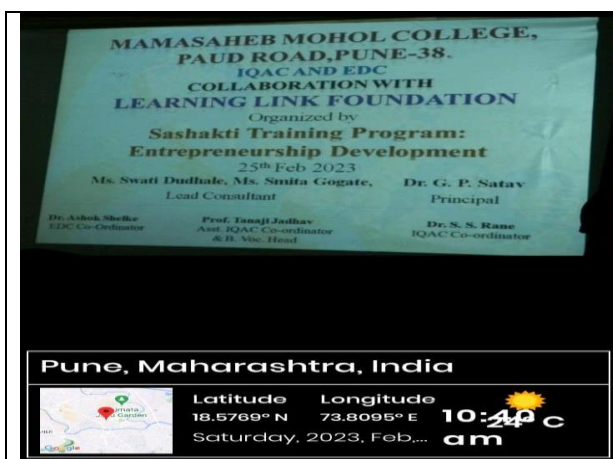 MAMASAHEB MOHOL COLLEGE,
PAUD ROAD,PUNE-38.
IQAC AND EDC
COLLABORATION WITH
LEARNING LINK FOUNDATION
Organized by
Sashakti Training Program:
Entrepreneurship Development
25th Feb 2023
Ms. Swati Dudhale, Ms. Smita Gogate,
Lead Consultant
Dr. G. P. Satav
Principal
Dr. Ashok Shelke
EDC Co-Ordinator
Prof. Tanaji Jadhav
Asst. IQAC Co-ordinator
& B. Voc. Head
Dr. S. S. Rane
IQAC Co-ordinator
Pune, Maharashtra, India
Latitude
18.5769° N
Longitude
73.8095° E
Saturday, 2023, Feb,...
10:40 am
24° C
Google